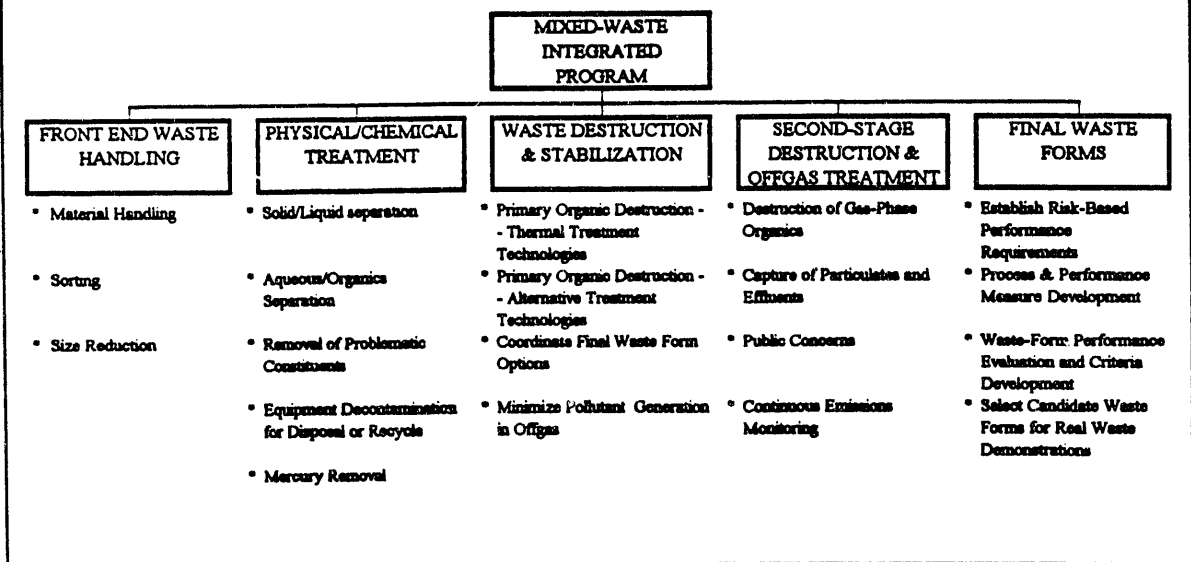 MIXED-WASTE
INTEGRATED
PROGRAM
FRONT END WASTE
HANDLING
* Material Handling
* Sorting
* Size Reduction
PHYSICAL/CHEMICAL
TREATMENT
* Solid/Liquid separation
* Aqueous/Organics
Separation
* Removal of Problematic
Constituents
* Equipment Decontamination
for Disposal or Recycle
* Mercury Removal
WASTE DESTRUCTION
& STABILIZATION
* Primary Organic Destruction -
- Thermal Treatment
Technologies
* Primary Organic Destruction -
- Alternative Treatment
Technologies
* Coordinate Final Waste Form
Options
* Minimize Pollutant Generation
in Offgas
SECOND-STAGE
DESTRUCTION &
OFFGAS TREATMENT
* Destruction of Gas-Phase
Organics
* Capture of Particulates and
Effluents
* Public Concerns
* Continuous Emissions
Monitoring
FINAL WASTE
FORMS
* Establish Risk-Based
Performance
Requirements
* Process & Performance
Measure Development
* Waste-Form Performance
Evaluation and Criteria
Development
* Select Candidate Waste
Forms for Real Waste
Demonstrations